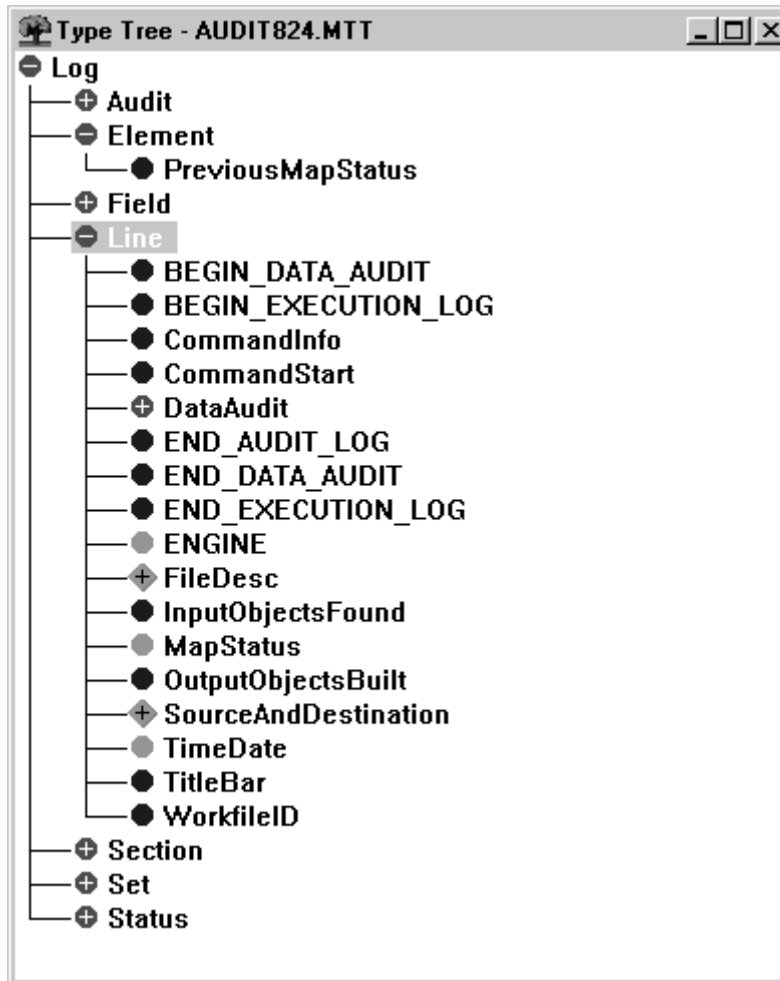 Type Tree - AUDIT824.MTT
Log
Audit
Element
PreviousMapStatus
Field
Line
BEGIN_DATA_AUDIT
BEGIN_EXECUTION_LOG
CommandInfo
CommandStart
DataAudit
END_AUDIT_LOG
END_DATA_AUDIT
END_EXECUTION_LOG
ENGINE
FileDesc
InputObjectsFound
MapStatus
OutputObjectsBuilt
SourceAndDestination
TimeDate
TitleBar
WorkfileID
Section
Set
Status